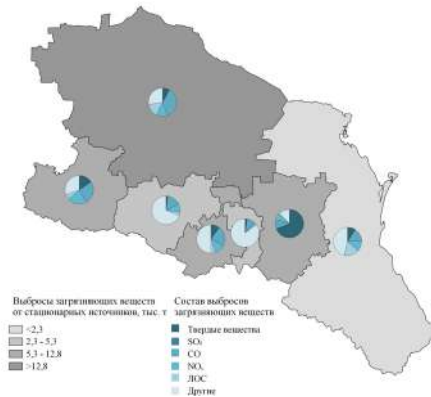 Выбросы загрязняющих веществ
от стационарных источников, тыс. т
<2,3
2,3 - 5,3
5,3 - 12,8
>12,8
Состав выбросов
загрязняющих веществ
Твердые вещества
SO₂
CO
NOₓ
ЛОС
Другие